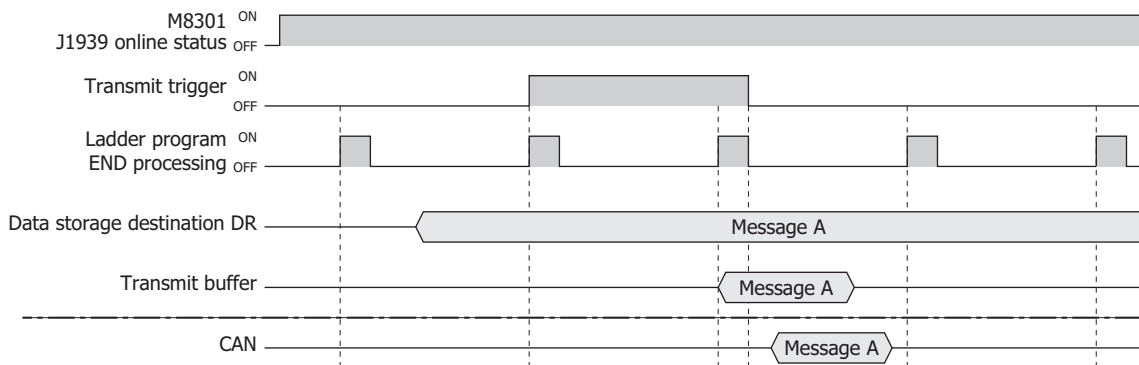 M8301 ON
J1939 online status OFF
Transmit trigger ON
OFF
Ladder program ON
END processing OFF
Data storage destination DR Message A
Transmit buffer Message A
CAN Message A